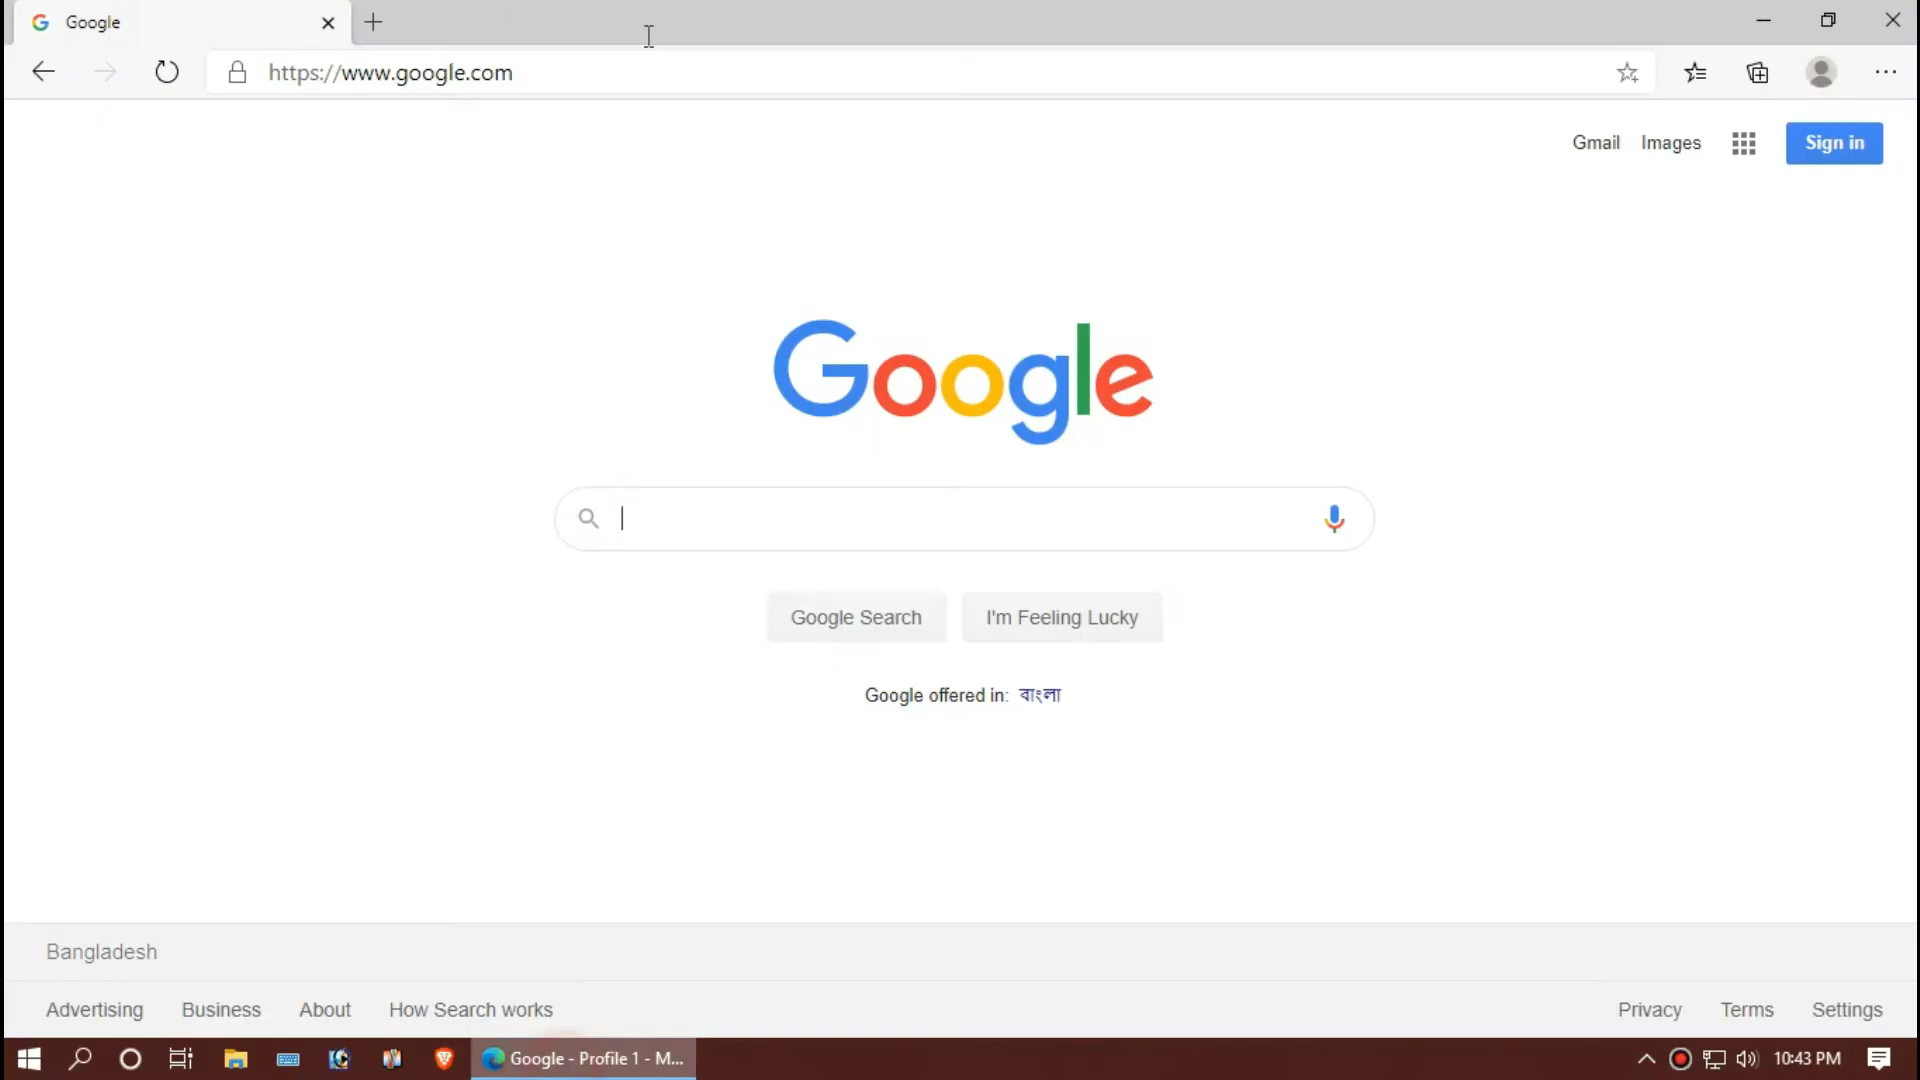 Google
https://www.google.com
Gmail Images Sign in
Google
Google Search I'm Feeling Lucky
Google offered in: বাংলা
Bangladesh
Advertising Business About How Search works Privacy Terms Settings
Google - Profile 1 - M... 10:43 PM